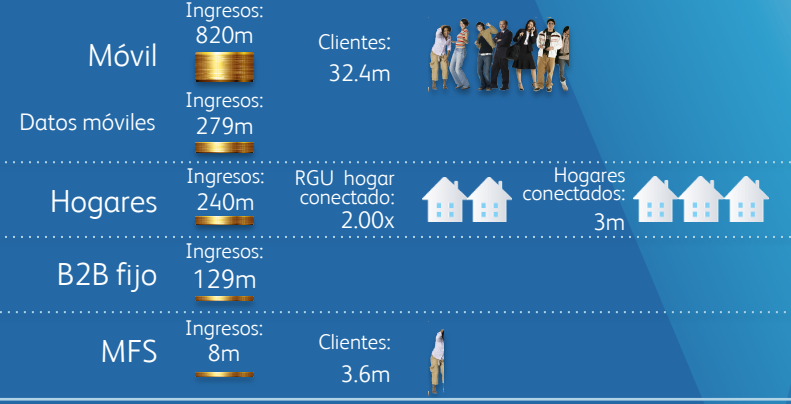 Móvil
Ingresos:
820m
Clientes:
32.4m
Datos móviles
Ingresos:
279m
Hogares
Ingresos:
240m
RGU hogar
conectado:
2.00x
Hogares
conectados:
3m
B2B fijo
Ingresos:
129m
MFS
Ingresos:
8m
Clientes:
3.6m